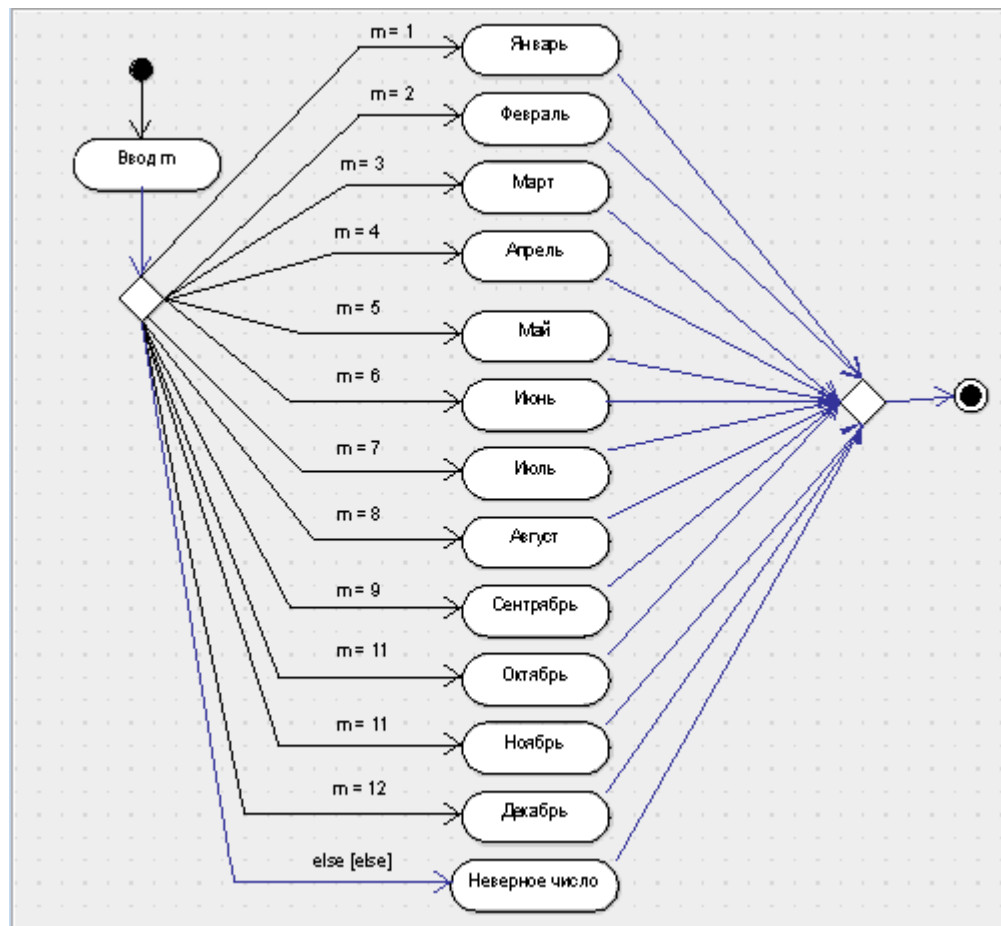 m = 1
Январь
m = 2
Февраль
Ввод m
m = 3
Март
m = 4
Апрель
m = 5
Май
m = 6
Июнь
m = 7
Июль
m = 8
Август
m = 9
Сентрябрь
m = 11
Октябрь
m = 11
Ноябрь
m = 12
Декабрь
else [else]
Неверное число